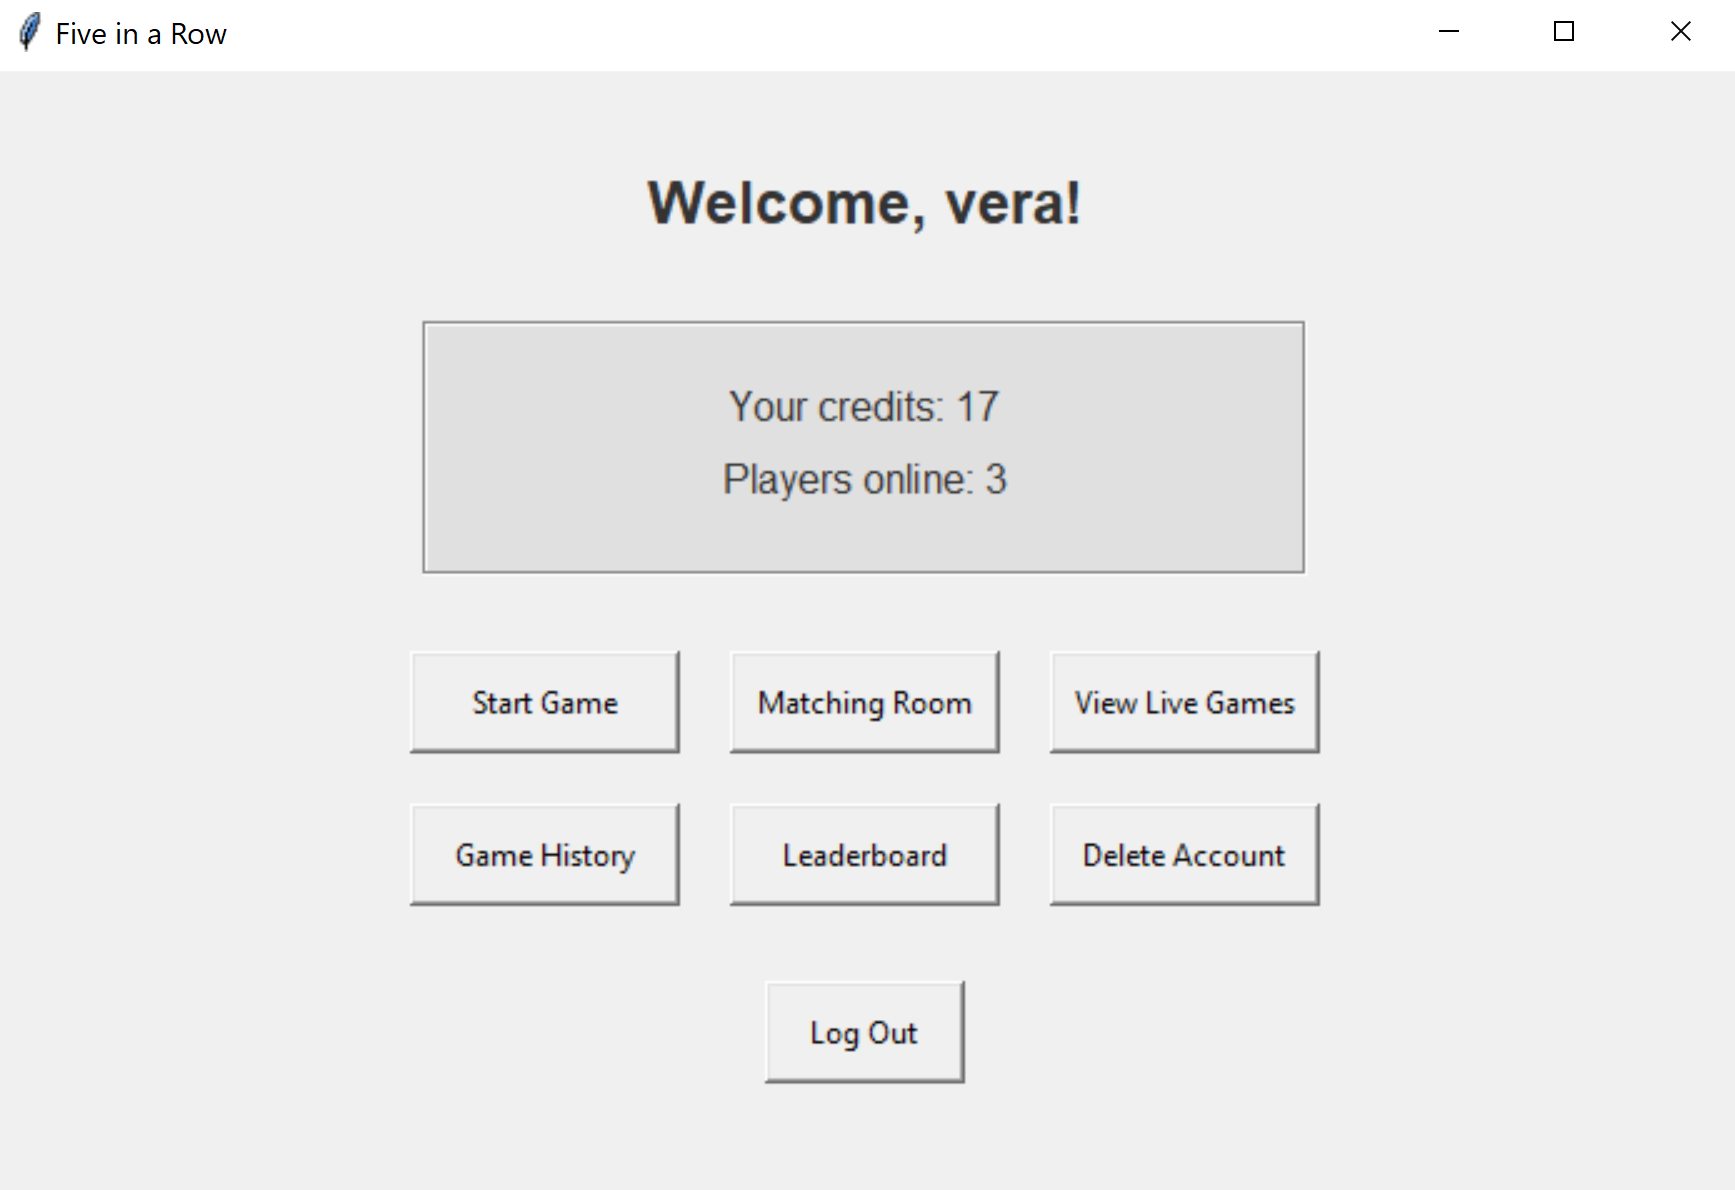 Five in a Row
Welcome, vera!
Your credits: 17
Players online: 3
Start Game
Matching Room
View Live Games
Game History
Leaderboard
Delete Account
Log Out